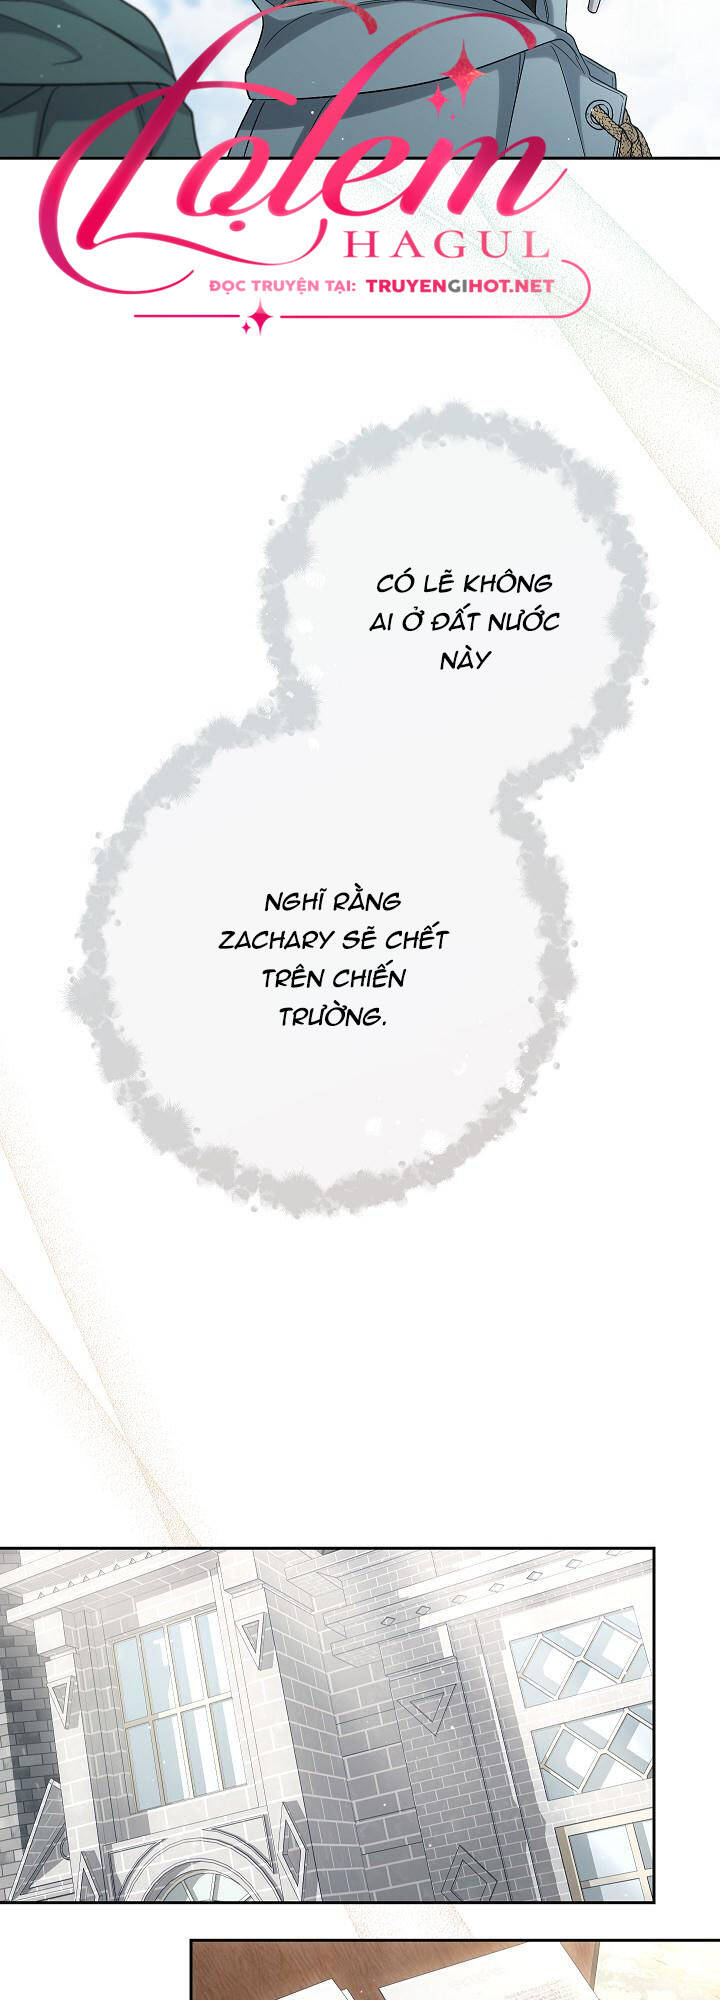 Lọlem
HAGUL
ĐỌC TRUYỆN TẠI: TRUYENGIHOT.NET
CÓ LẼ KHÔNG
AI Ở ĐẤT NƯỚC
NÀY
NGHĨ RẰNG
ZACHARY SẼ CHẾT
TRÊN CHIẾN
TRƯỜNG.